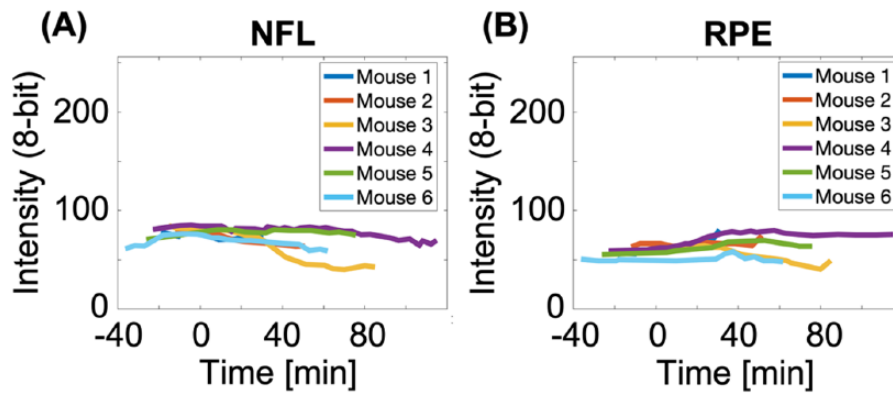 (A) NFL
Intensity (8-bit)
200
100
0
-40 0 40 80
Time [min]
Mouse 1
Mouse 2
Mouse 3
Mouse 4
Mouse 5
Mouse 6
(B) RPE
Intensity (8-bit)
200
100
0
-40 0 40 80
Time [min]
Mouse 1
Mouse 2
Mouse 3
Mouse 4
Mouse 5
Mouse 6